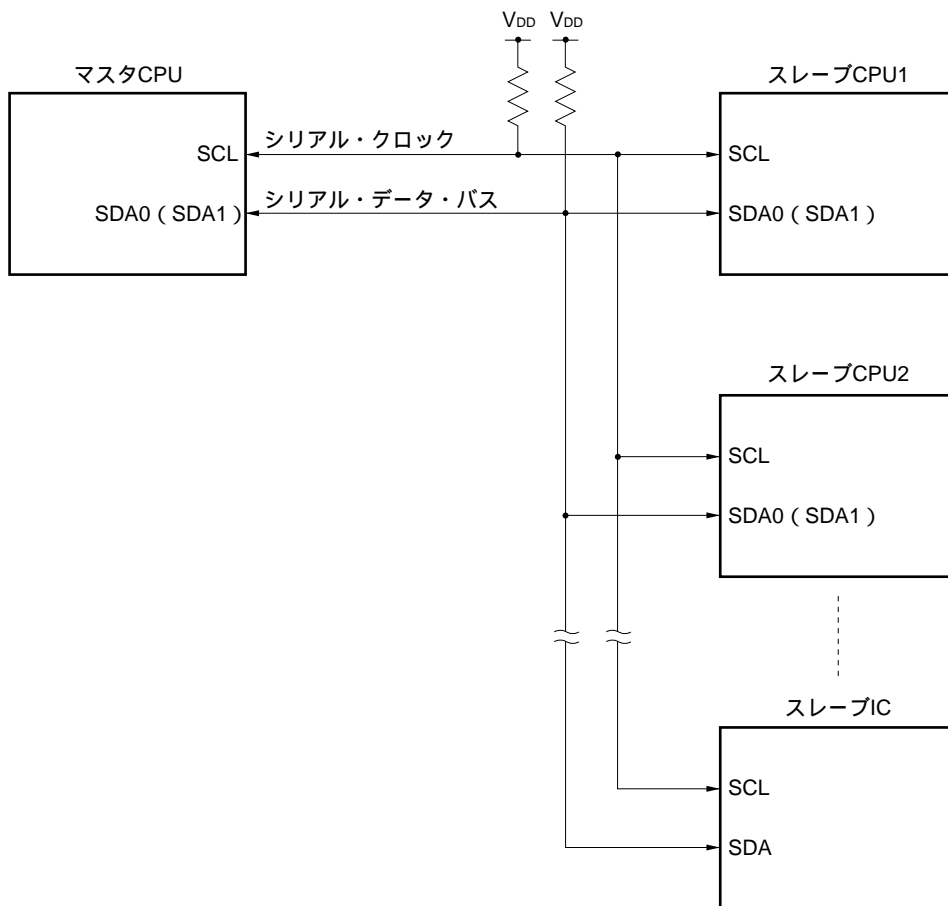 VDD VDD
マスタCPU
スレーブCPU1
シリアル・クロック
SCL
SCL
シリアル・データ・バス
SDA0（SDA1）
SDA0（SDA1）
スレーブCPU2
SCL
SDA0（SDA1）
スレーブIC
SCL
SDA